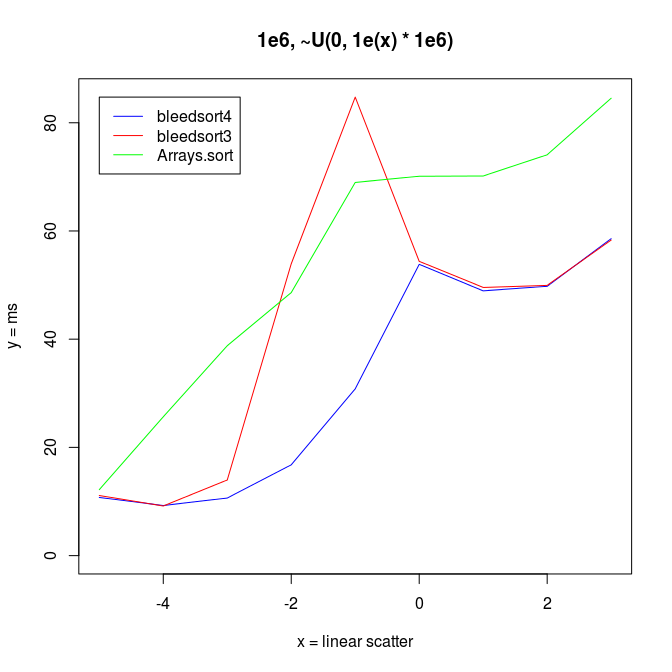 1e6, ~U(0, 1e(x) * 1e6)
bleedsort4
bleedsort3
Arrays.sort
80
60
40
20
0
y = ms
-4 -2 0 2
x = linear scatter